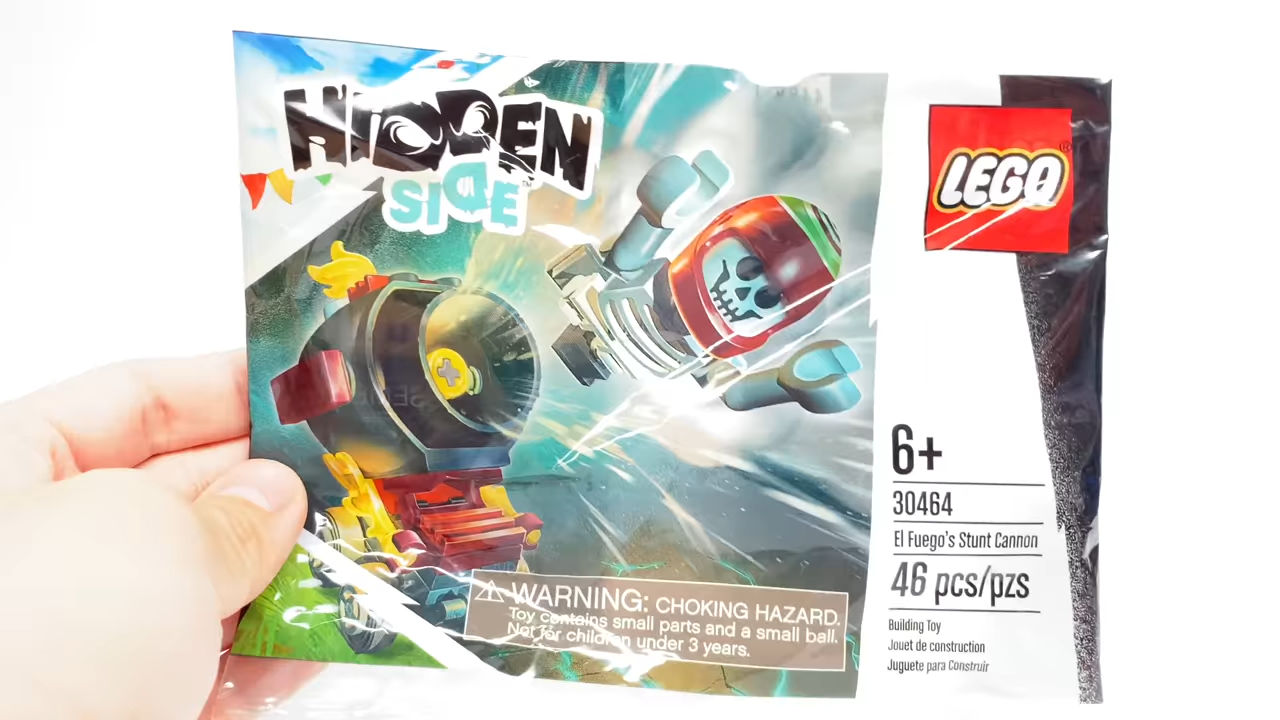 HIDDEN
SIDE™
LEGO®
6+
30464
El Fuego's Stunt Cannon
46 pcs/pzs
Building Toy
Jouet de construction
Juguete para Construir
⚠ WARNING: CHOKING HAZARD.
Toy contains small parts and a small ball.
Not for children under 3 years.